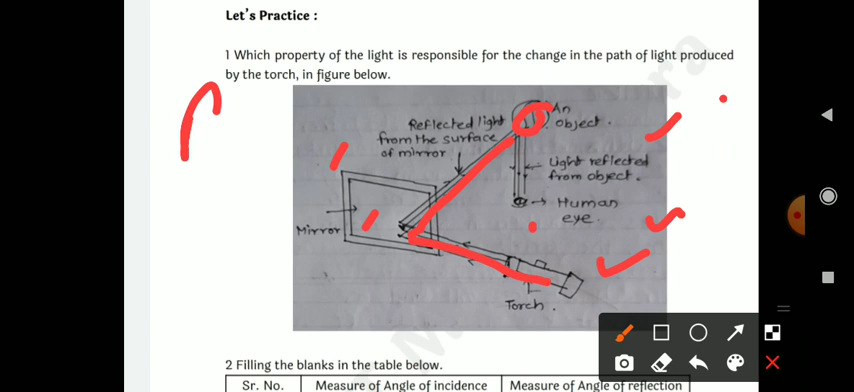 Let's Practice :
1 Which property of the light is responsible for the change in the path of light produced
by the torch, in figure below.
Reflected light
from the surface
of mirror
An
object.
Light reflected
from object.
Human
eye.
Mirror
Torch.
2 Filling the blanks in the table below.
Sr. No. Measure of Angle of incidence Measure of Angle of reflection